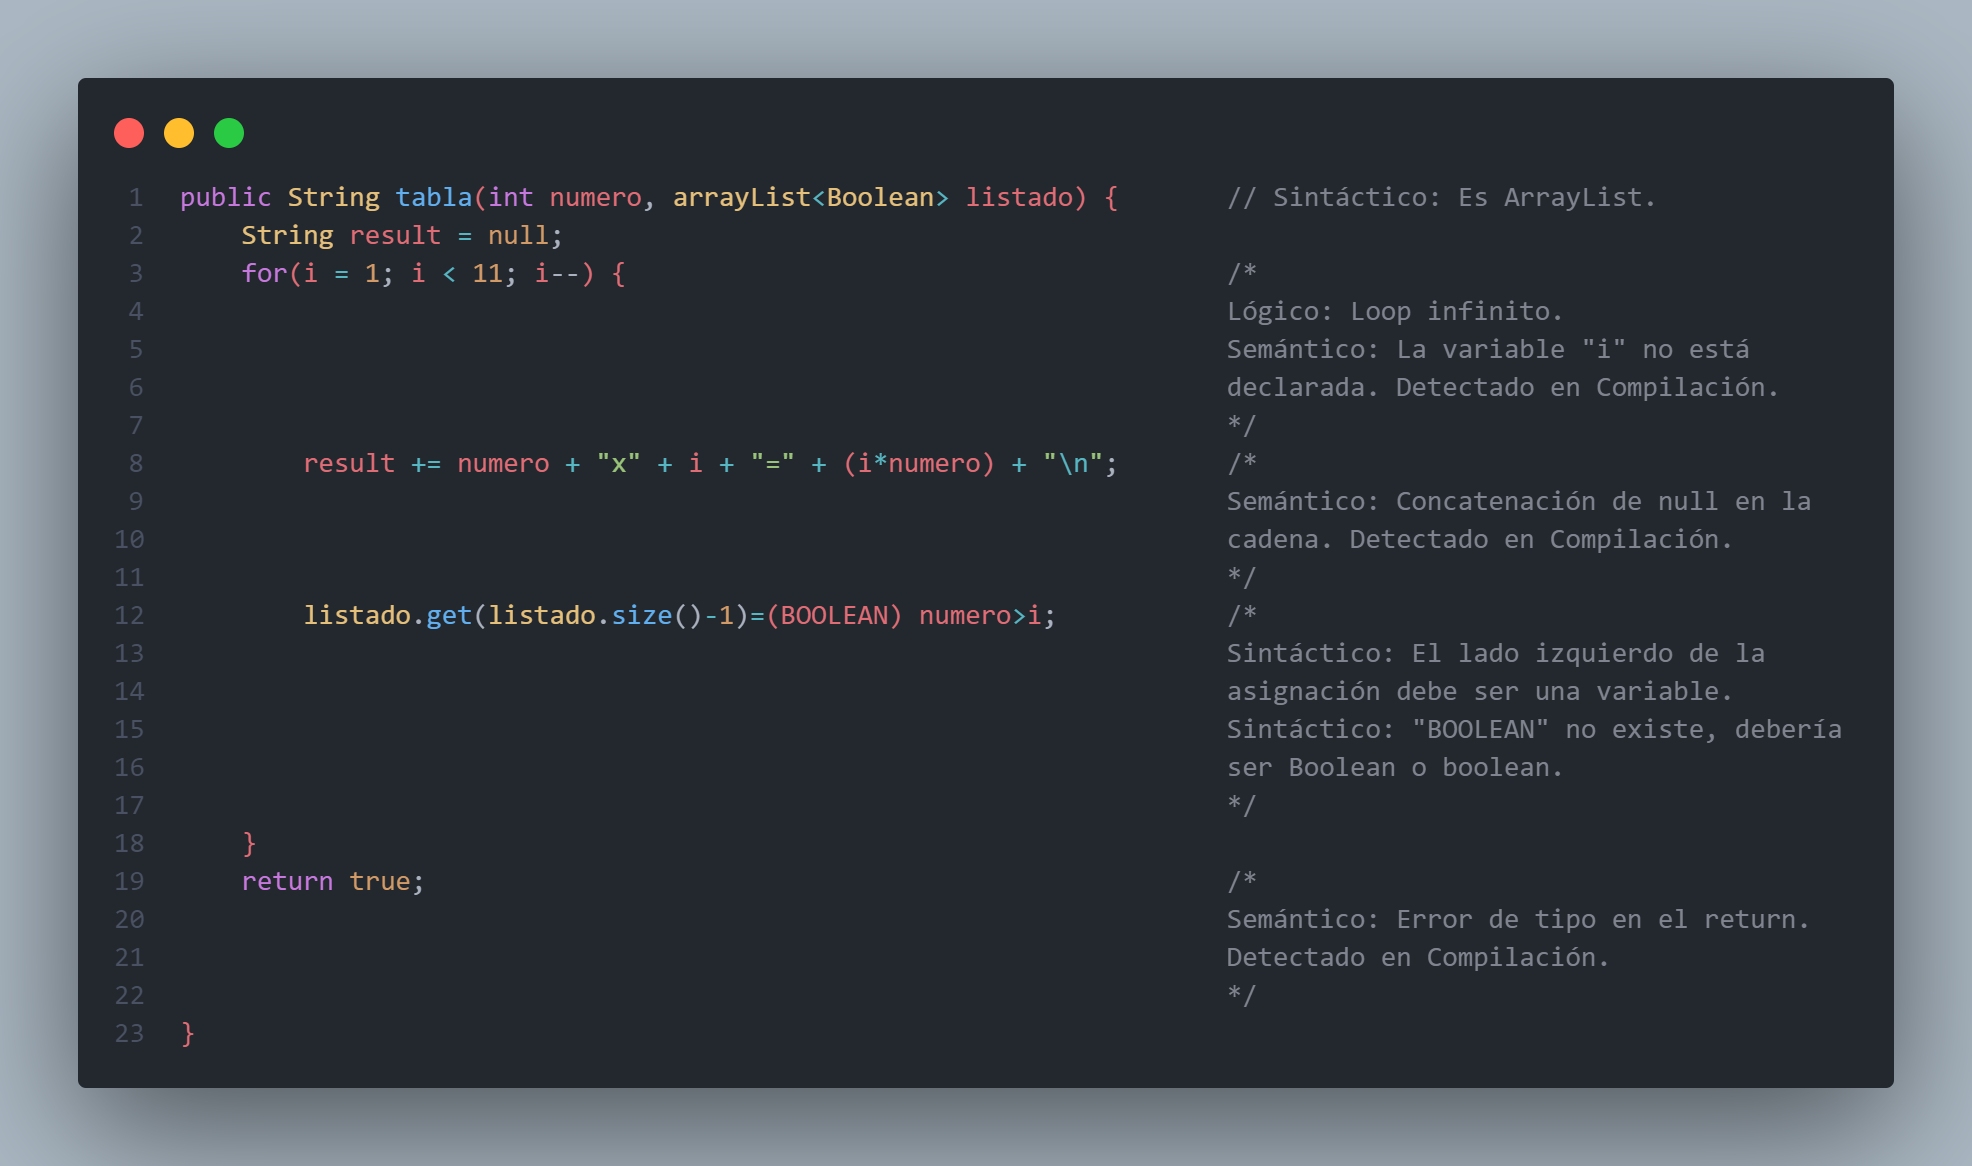 1 public String tabla(int numero, arrayList<Boolean> listado) { // Sintáctico: Es ArrayList.
2 String result = null;
3 for(i = 1; i < 11; i--) { /*
4 Lógico: Loop infinito.
5 Semántico: La variable "i" no está
6 declarada. Detectado en Compilación.
7 */
8 result += numero + "x" + i + "=" + (i*numero) + "\n"; /*
9 Semántico: Concatenación de null en la
10 cadena. Detectado en Compilación.
11 */
12 listado.get(listado.size()-1)=(BOOLEAN) numero>i; /*
13 Sintáctico: El lado izquierdo de la
14 asignación debe ser una variable.
15 Sintáctico: "BOOLEAN" no existe, debería
16 ser Boolean o boolean.
17 */
18 }
19 return true; /*
20 Semántico: Error de tipo en el return.
21 Detectado en Compilación.
22 */
23 }